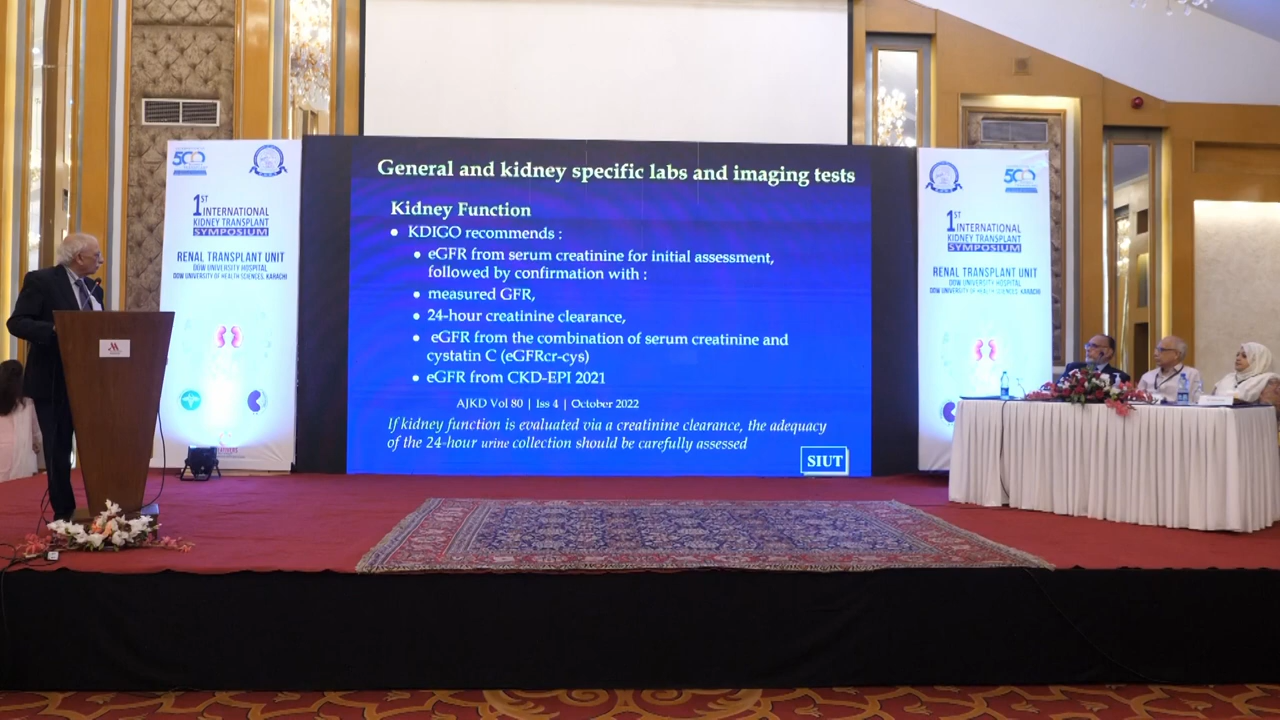 General and kidney specific labs and imaging tests
Kidney Function
• KDIGO recommends :
• eGFR from serum creatinine for initial assessment,
followed by confirmation with :
• measured GFR,
• 24-hour creatinine clearance,
• eGFR from the combination of serum creatinine and
cystatin C (eGFRcr-cys)
• eGFR from CKD-EPI 2021
AJKD Vol 80 | Iss 4 | October 2022
If kidney function is evaluated via a creatinine clearance, the adequacy
of the 24-hour urine collection should be carefully assessed
SIUT
500
1ST
INTERNATIONAL
KIDNEY TRANSPLANT
SYMPOSIUM
RENAL TRANSPLANT UNIT
DOW UNIVERSITY HOSPITAL
DOW UNIVERSITY OF HEALTH SCIENCES, KARACHI
500
1ST
INTERNATIONAL
KIDNEY TRANSPLANT
SYMPOSIUM
RENAL TRANSPLANT UNIT
DOW UNIVERSITY HOSPITAL
DOW UNIVERSITY OF HEALTH SCIENCES, KARACHI